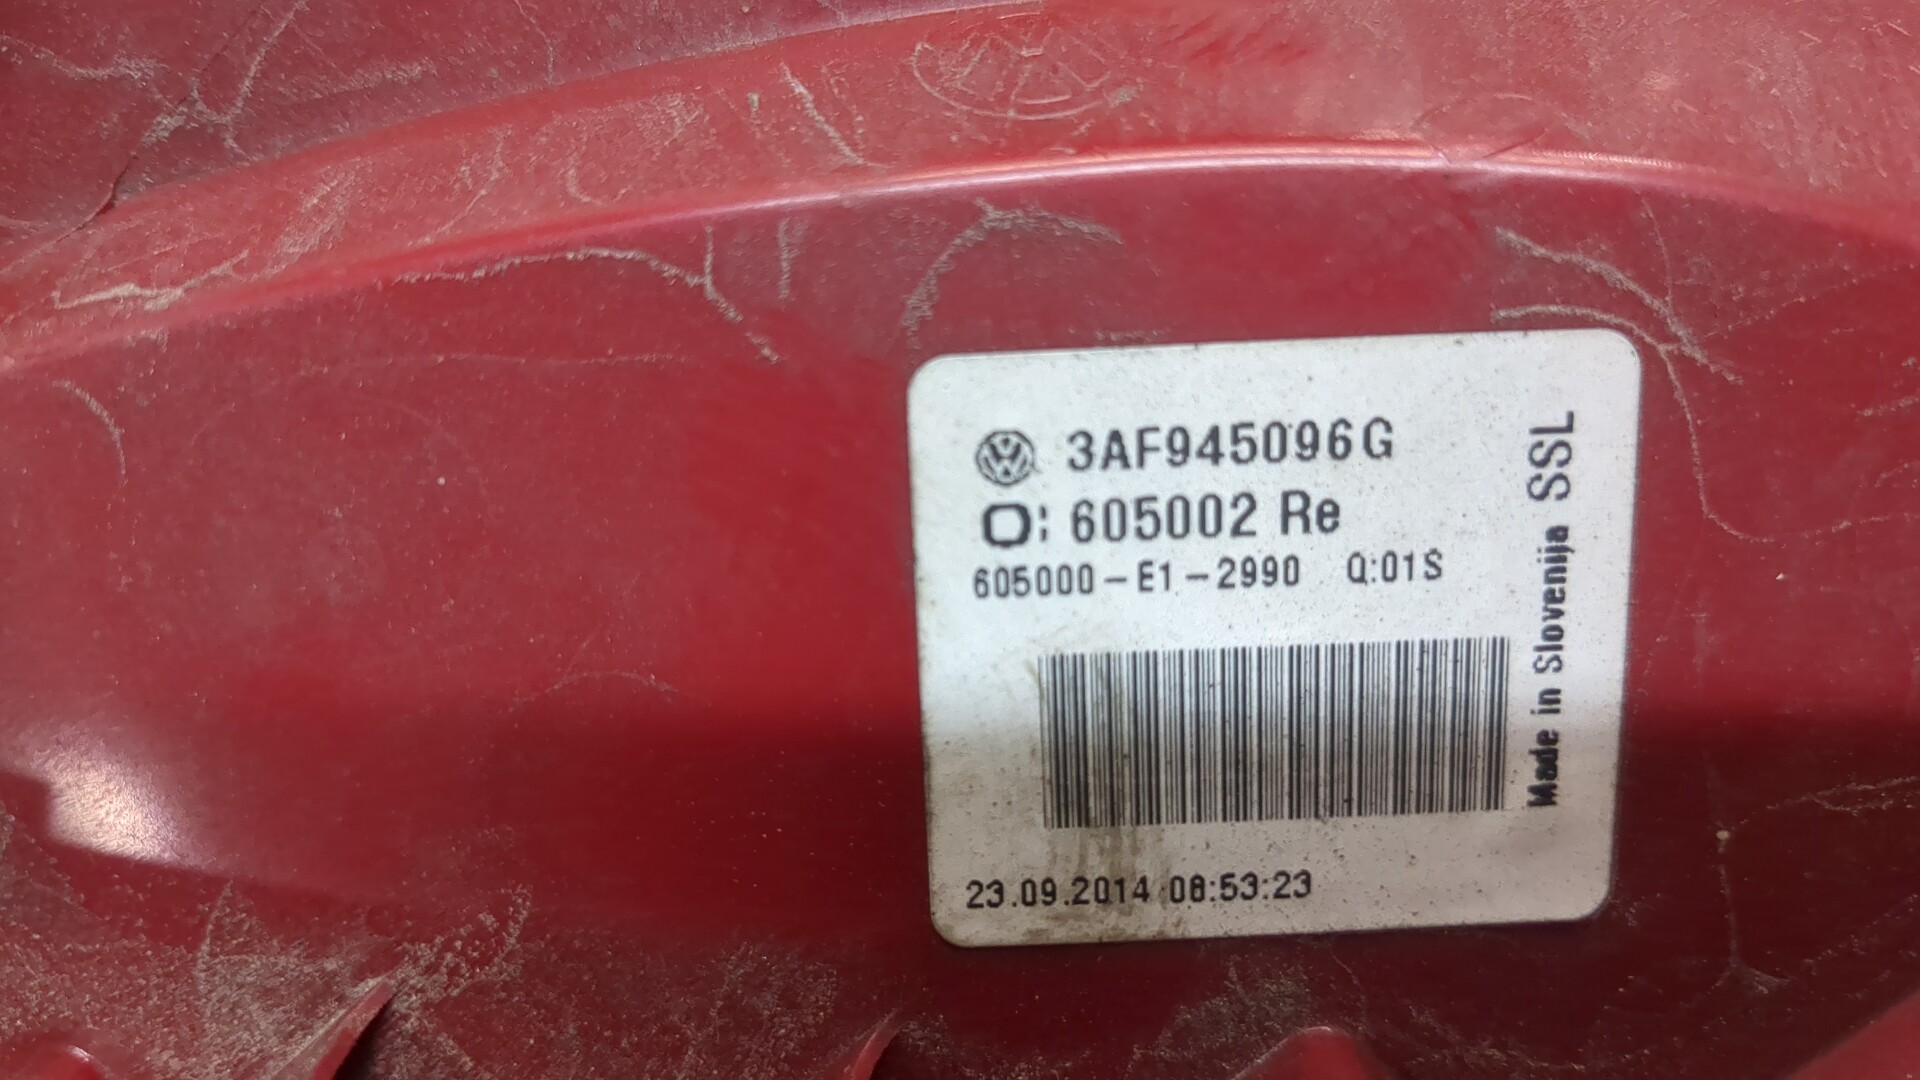 3AF945096G
O: 605002 Re
605000-E1-2990 Q:01S
23.09.2014 08:53:23
Made in Slovenija SSL